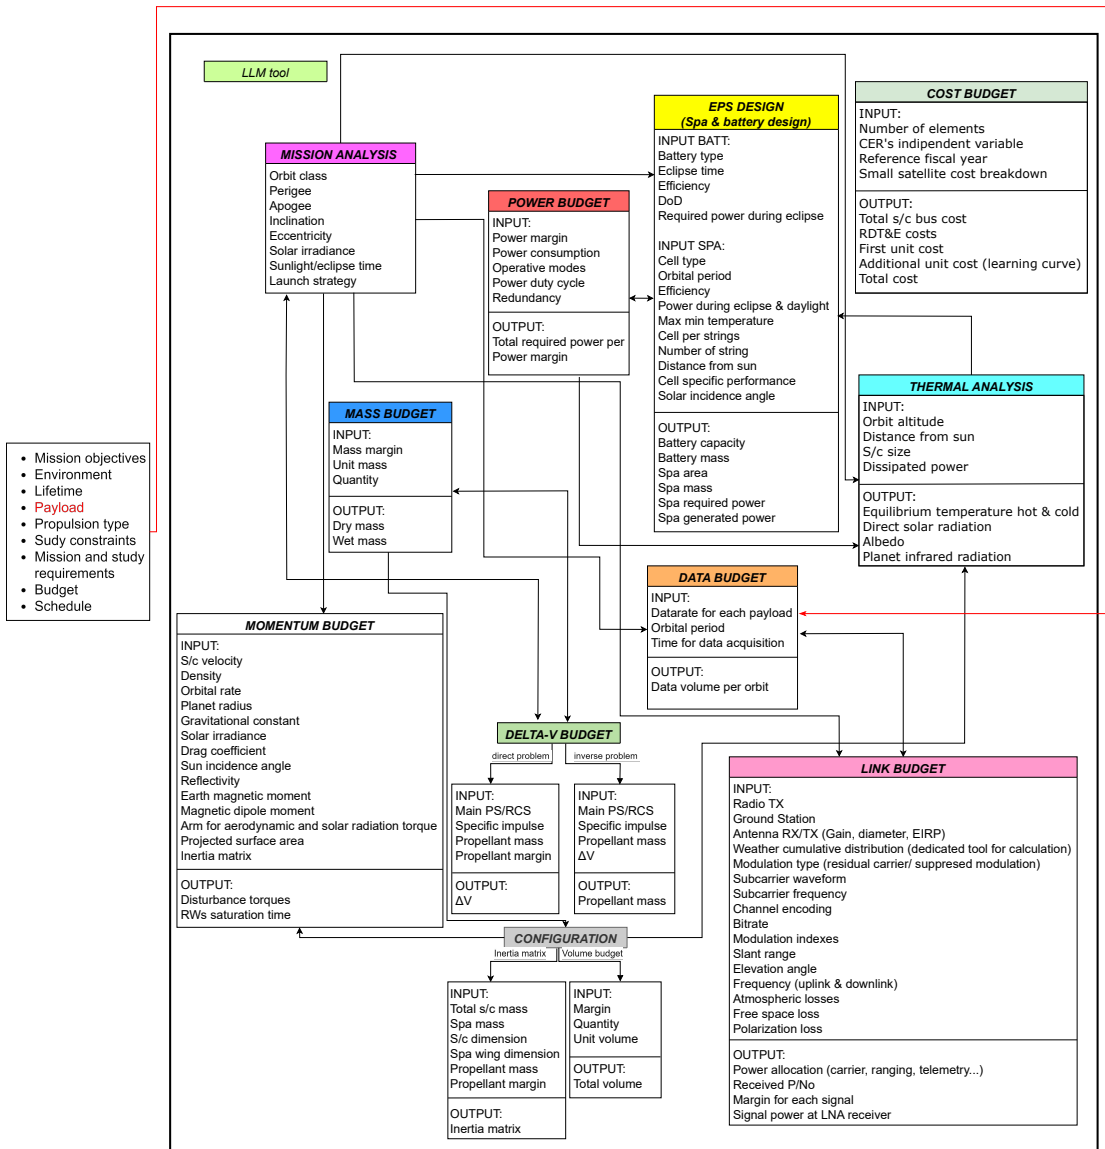 LLM tool
COST BUDGET
INPUT:
Number of elements
CER's indipendent variable
Reference fiscal year
Small satellite cost breakdown
OUTPUT:
Total s/c bus cost
RDT&E costs
First unit cost
Additional unit cost (learning curve)
Total cost
EPS DESIGN
(Spa & battery design)
INPUT BATT:
Battery type
Eclipse time
Efficiency
DoD
Required power during eclipse
INPUT SPA:
Cell type
Orbital period
Efficiency
Power during eclipse & daylight
Max min temperature
Cell per strings
Number of string
Distance from sun
Cell specific performance
Solar incidence angle
OUTPUT:
Battery capacity
Battery mass
Spa area
Spa mass
Spa required power
Spa generated power
MISSION ANALYSIS
Orbit class
Perigee
Apogee
Inclination
Eccentricity
Solar irradiance
Sunlight/eclipse time
Launch strategy
POWER BUDGET
INPUT:
Power margin
Power consumption
Operative modes
Power duty cycle
Redundancy
OUTPUT:
Total required power per
Power margin
THERMAL ANALYSIS
INPUT:
Orbit altitude
Distance from sun
S/c size
Dissipated power
OUTPUT:
Equilibrium temperature hot & cold
Direct solar radiation
Albedo
Planet infrared radiation
MASS BUDGET
INPUT:
Mass margin
Unit mass
Quantity
OUTPUT:
Dry mass
Wet mass
• Mission objectives
• Environment
• Lifetime
• Payload
• Propulsion type
• Sudy constraints
• Mission and study
requirements
• Budget
• Schedule
DATA BUDGET
INPUT:
Datarate for each payload
Orbital period
Time for data acquisition
OUTPUT:
Data volume per orbit
MOMENTUM BUDGET
INPUT:
S/c velocity
Density
Orbital rate
Planet radius
Gravitational constant
Solar irradiance
Drag coefficient
Sun incidence angle
Reflectivity
Earth magnetic moment
Magnetic dipole moment
Arm for aerodynamic and solar radiation torque
Projected surface area
Inertia matrix
OUTPUT:
Disturbance torques
RWs saturation time
DELTA-V BUDGET
direct problem
inverse problem
INPUT:
Main PS/RCS
Specific impulse
Propellant mass
Propellant margin
OUTPUT:
ΔV
INPUT:
Main PS/RCS
Specific impulse
Propellant mass
ΔV
OUTPUT:
Propellant mass
LINK BUDGET
INPUT:
Radio TX
Ground Station
Antenna RX/TX (Gain, diameter, EIRP)
Weather cumulative distribution (dedicated tool for calculation)
Modulation type (residual carrier/ suppresed modulation)
Subcarrier waveform
Subcarrier frequency
Channel encoding
Bitrate
Modulation indexes
Slant range
Elevation angle
Frequency (uplink & downlink)
Atmospheric losses
Free space loss
Polarization loss
OUTPUT:
Power allocation (carrier, ranging, telemetry...)
Received P/No
Margin for each signal
Signal power at LNA receiver
CONFIGURATION
Inertia matrix
Volume budget
INPUT:
Total s/c mass
Spa mass
S/c dimension
Spa wing dimension
Propellant mass
Propellant margin
OUTPUT:
Inertia matrix
INPUT:
Margin
Quantity
Unit volume
OUTPUT:
Total volume